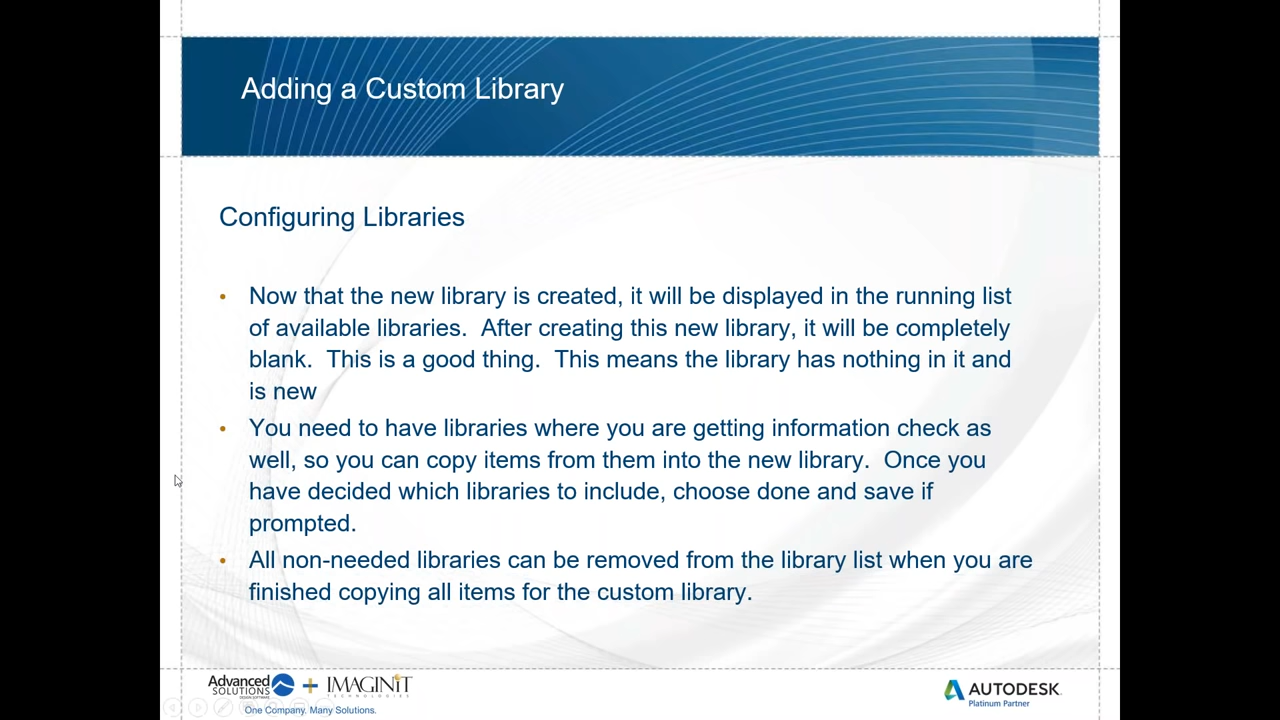 Adding a Custom Library
Configuring Libraries
• Now that the new library is created, it will be displayed in the running list
of available libraries.  After creating this new library, it will be completely
blank.  This is a good thing.  This means the library has nothing in it and
is new
• You need to have libraries where you are getting information check as
well, so you can copy items from them into the new library.  Once you
have decided which libraries to include, choose done and save if
prompted.
• All non-needed libraries can be removed from the library list when you are
finished copying all items for the custom library.
Advanced
SOLUTIONS
DESIGN SOFTWARE
+ IMAGINiT
TECHNOLOGIES
One Company. Many Solutions.
AUTODESK.
Platinum Partner